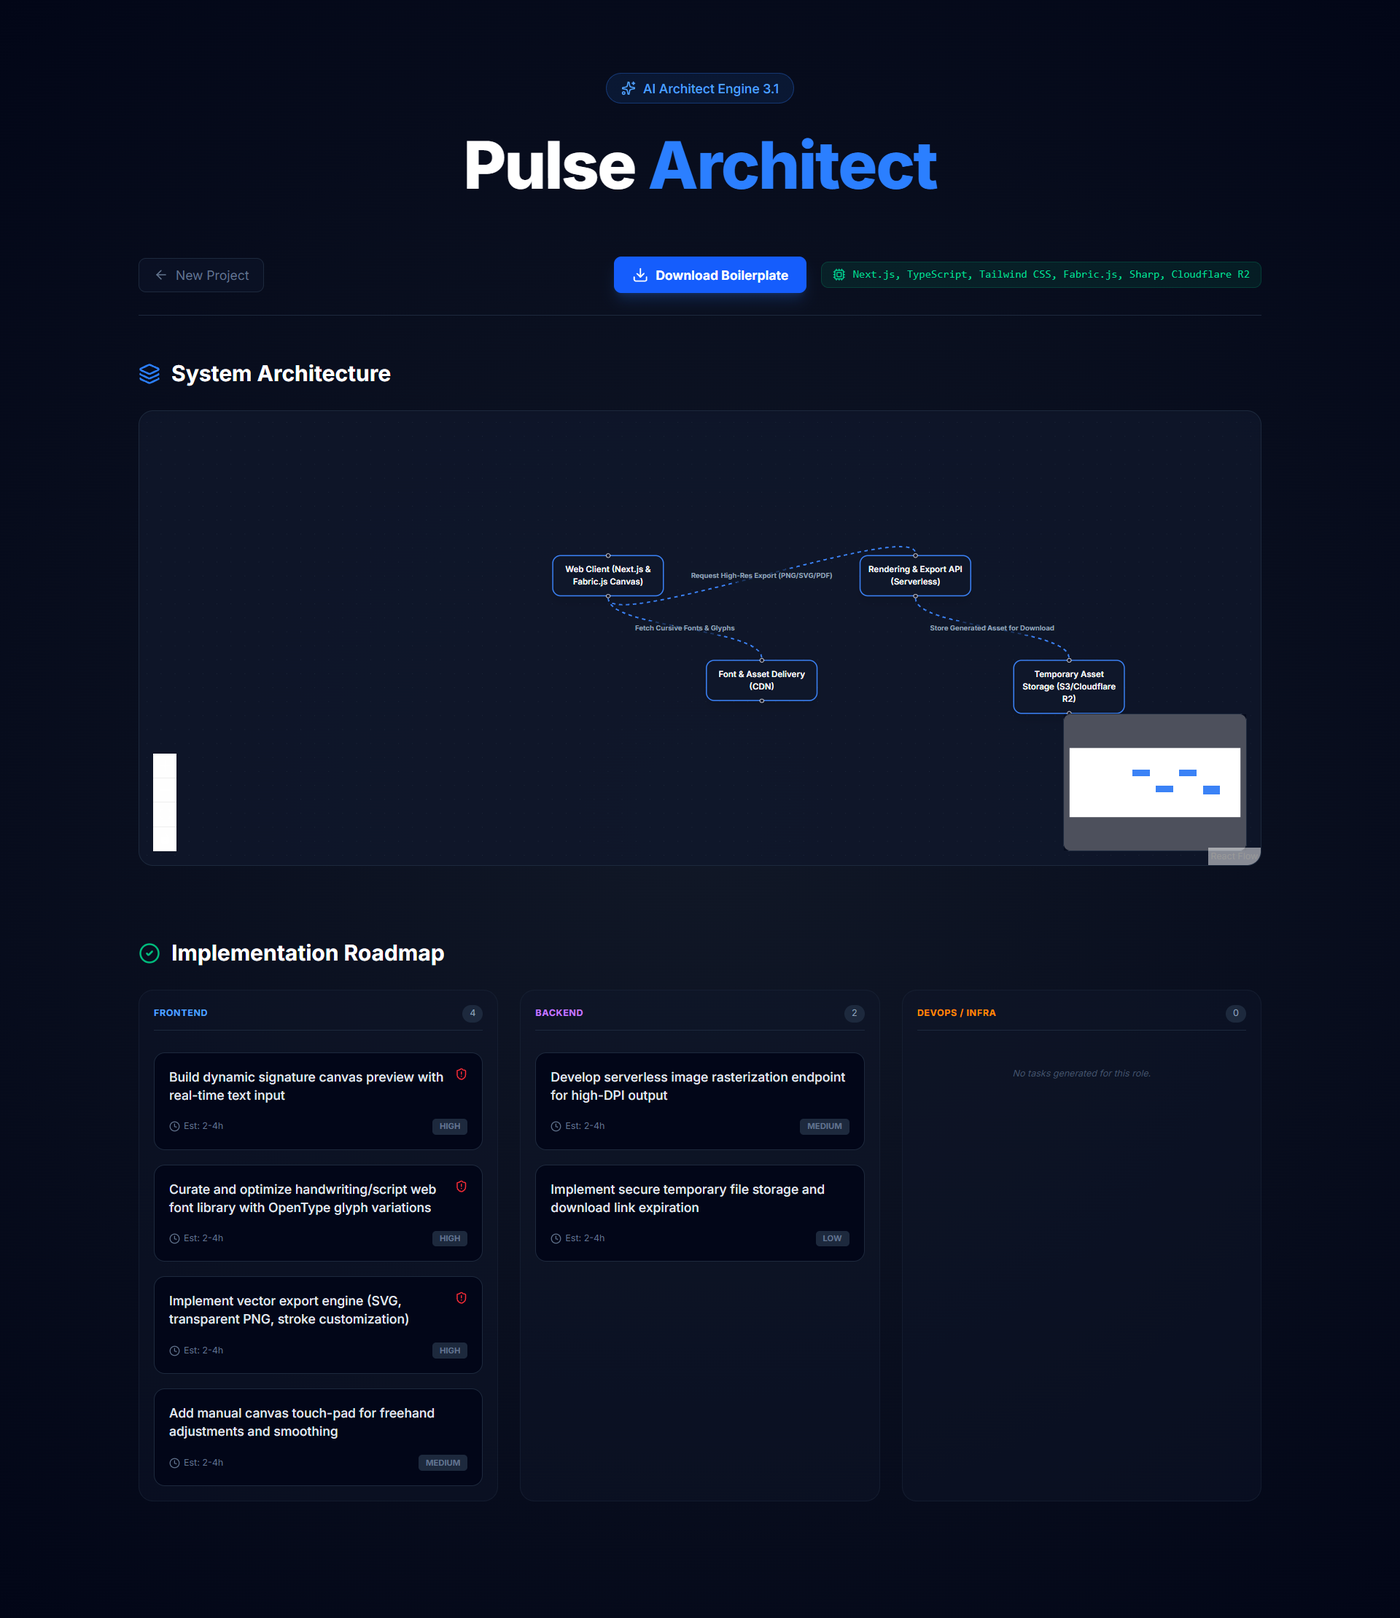 AI Architect Engine 3.1
Pulse Architect
New Project
Download Boilerplate
Next.js, TypeScript, Tailwind CSS, Fabric.js, Sharp, Cloudflare R2
System Architecture
Web Client (Next.js &
Fabric.js Canvas)
Request High-Res Export (PNG/SVG/PDF)
Rendering & Export API
(Serverless)
Fetch Cursive Fonts & Glyphs
Store Generated Asset for Download
Font & Asset Delivery
(CDN)
Temporary Asset
Storage (S3/Cloudflare
R2)
Implementation Roadmap
FRONTEND
4
Build dynamic signature canvas preview with
real-time text input
Est: 2-4h
HIGH
Curate and optimize handwriting/script web
font library with OpenType glyph variations
Est: 2-4h
HIGH
Implement vector export engine (SVG,
transparent PNG, stroke customization)
Est: 2-4h
HIGH
Add manual canvas touch-pad for freehand
adjustments and smoothing
Est: 2-4h
MEDIUM
BACKEND
2
Develop serverless image rasterization endpoint
for high-DPI output
Est: 2-4h
MEDIUM
Implement secure temporary file storage and
download link expiration
Est: 2-4h
LOW
DEVOPS / INFRA
0
No tasks generated for this role.